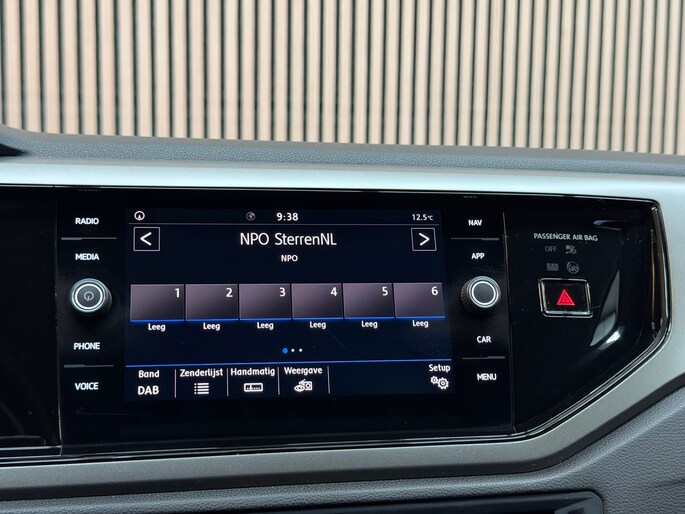 RADIO
MEDIA
PHONE
VOICE
9:38
12.5°C
<
NPO SterrenNL
>
NPO
1 2 3 4 5 6
Leeg Leeg Leeg Leeg Leeg Leeg
Band Zenderlijst Handmatig Weergave Setup
DAB
NAV
APP
CAR
MENU
PASSENGER AIR BAG
OFF